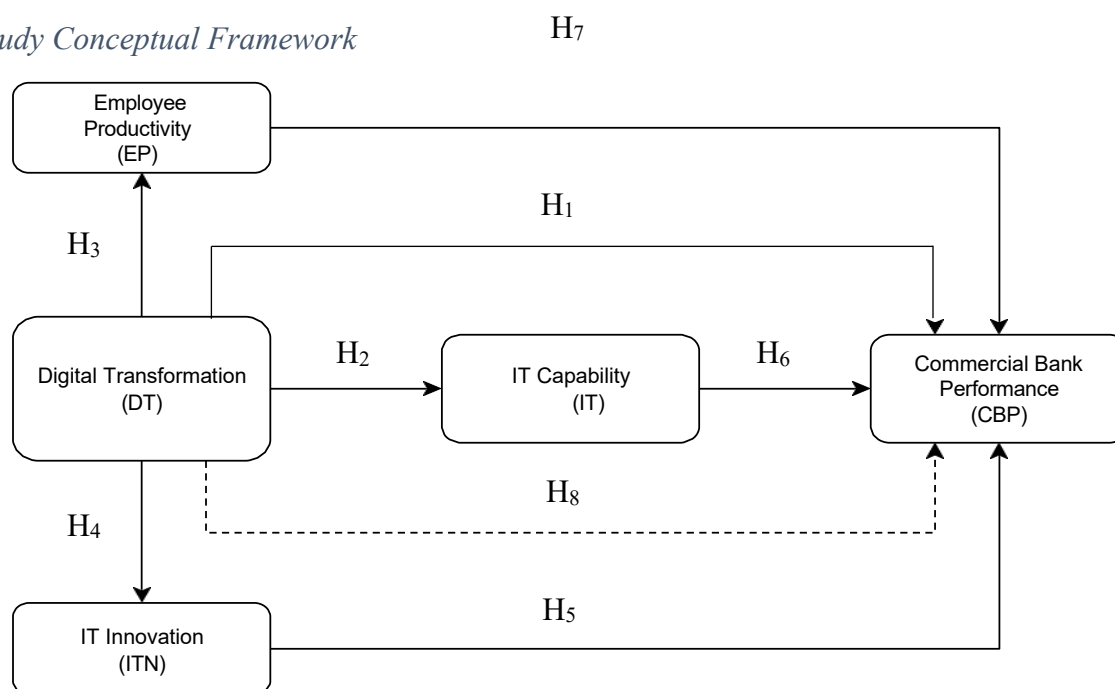 udy Conceptual Framework
H₇
Employee
Productivity
(EP)
H₁
H₃
Digital Transformation
(DT)
H₂
IT Capability
(IT)
H₆
Commercial Bank
Performance
(CBP)
H₈
H₄
H₅
IT Innovation
(ITN)